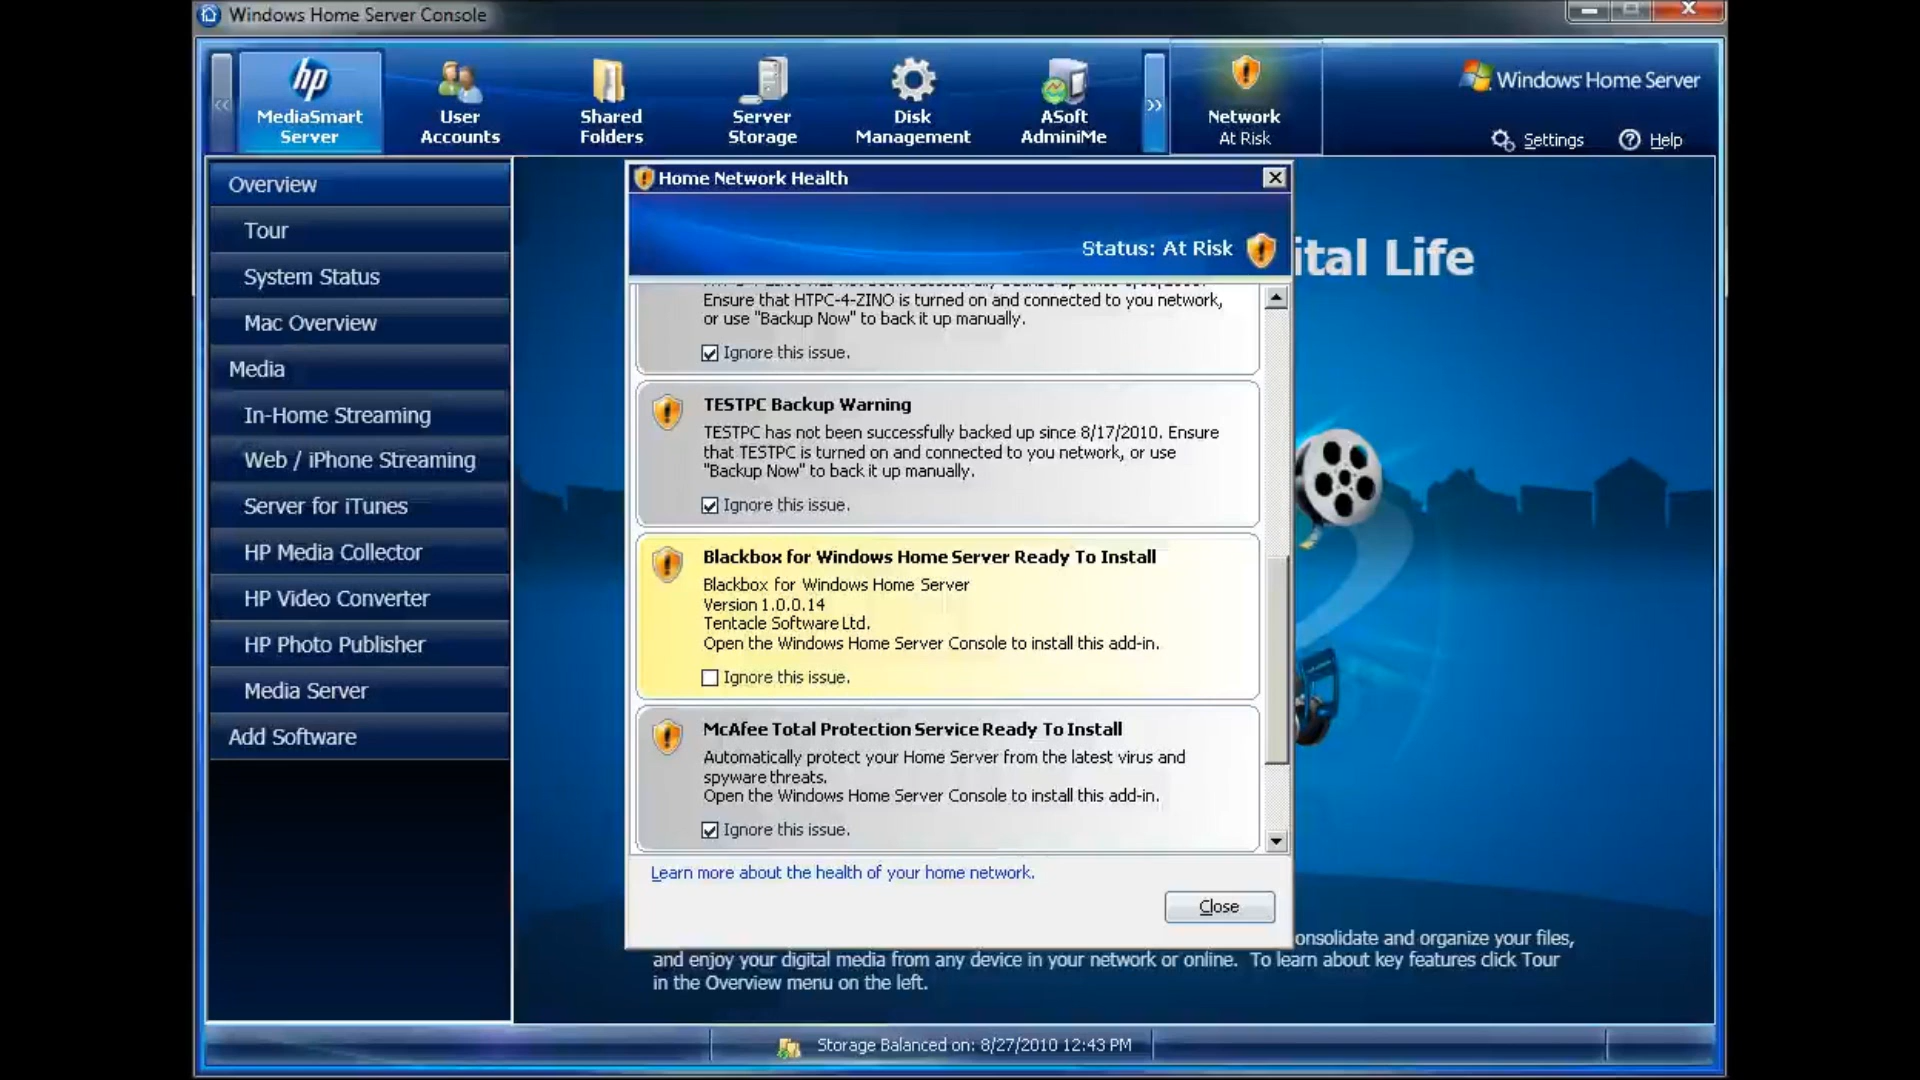 Windows Home Server Console
hp
MediaSmart
Server
User
Accounts
Shared
Folders
Server
Storage
Disk
Management
ASoft
AdminiMe
Network
At Risk
Windows Home Server
Settings
Help
Overview
Tour
System Status
Mac Overview
Media
In-Home Streaming
Web / iPhone Streaming
Server for iTunes
HP Media Collector
HP Video Converter
HP Photo Publisher
Media Server
Add Software
Home Network Health
Status: At Risk
ital Life
Ensure that HTPC-4-ZINO is turned on and connected to you network,
or use "Backup Now" to back it up manually.
Ignore this issue.
TESTPC Backup Warning
TESTPC has not been successfully backed up since 8/17/2010. Ensure
that TESTPC is turned on and connected to you network, or use
"Backup Now" to back it up manually.
Ignore this issue.
Blackbox for Windows Home Server Ready To Install
Blackbox for Windows Home Server
Version 1.0.0.14
Tentacle Software Ltd.
Open the Windows Home Server Console to install this add-in.
Ignore this issue.
McAfee Total Protection Service Ready To Install
Automatically protect your Home Server from the latest virus and
spyware threats.
Open the Windows Home Server Console to install this add-in.
Ignore this issue.
Learn more about the health of your home network.
Close
onsolidate and organize your files,
and enjoy your digital media from any device in your network or online. To learn about key features click Tour
in the Overview menu on the left.
Storage Balanced on: 8/27/2010 12:43 PM